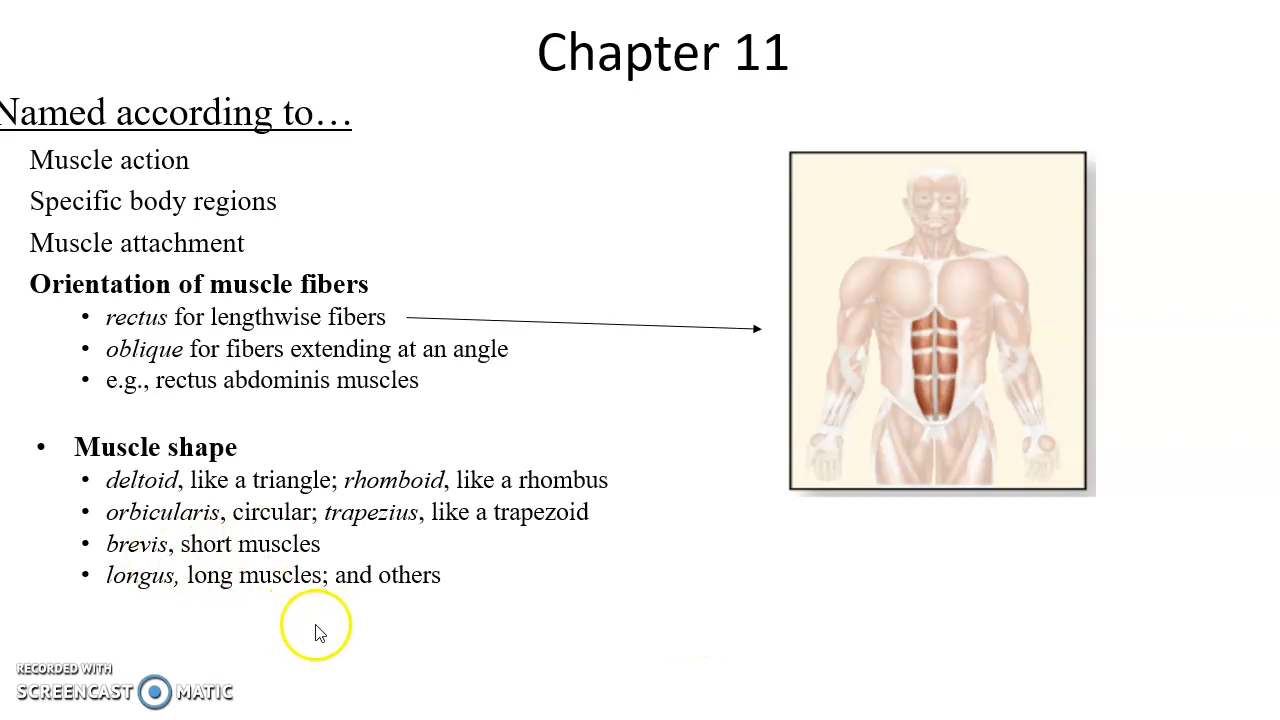 Chapter 11
Named according to…
Muscle action
Specific body regions
Muscle attachment
Orientation of muscle fibers
• rectus for lengthwise fibers
• oblique for fibers extending at an angle
• e.g., rectus abdominis muscles
• Muscle shape
• deltoid, like a triangle; rhomboid, like a rhombus
• orbicularis, circular; trapezius, like a trapezoid
• brevis, short muscles
• longus, long muscles; and others
RECORDED WITH
SCREENCAST MATIC